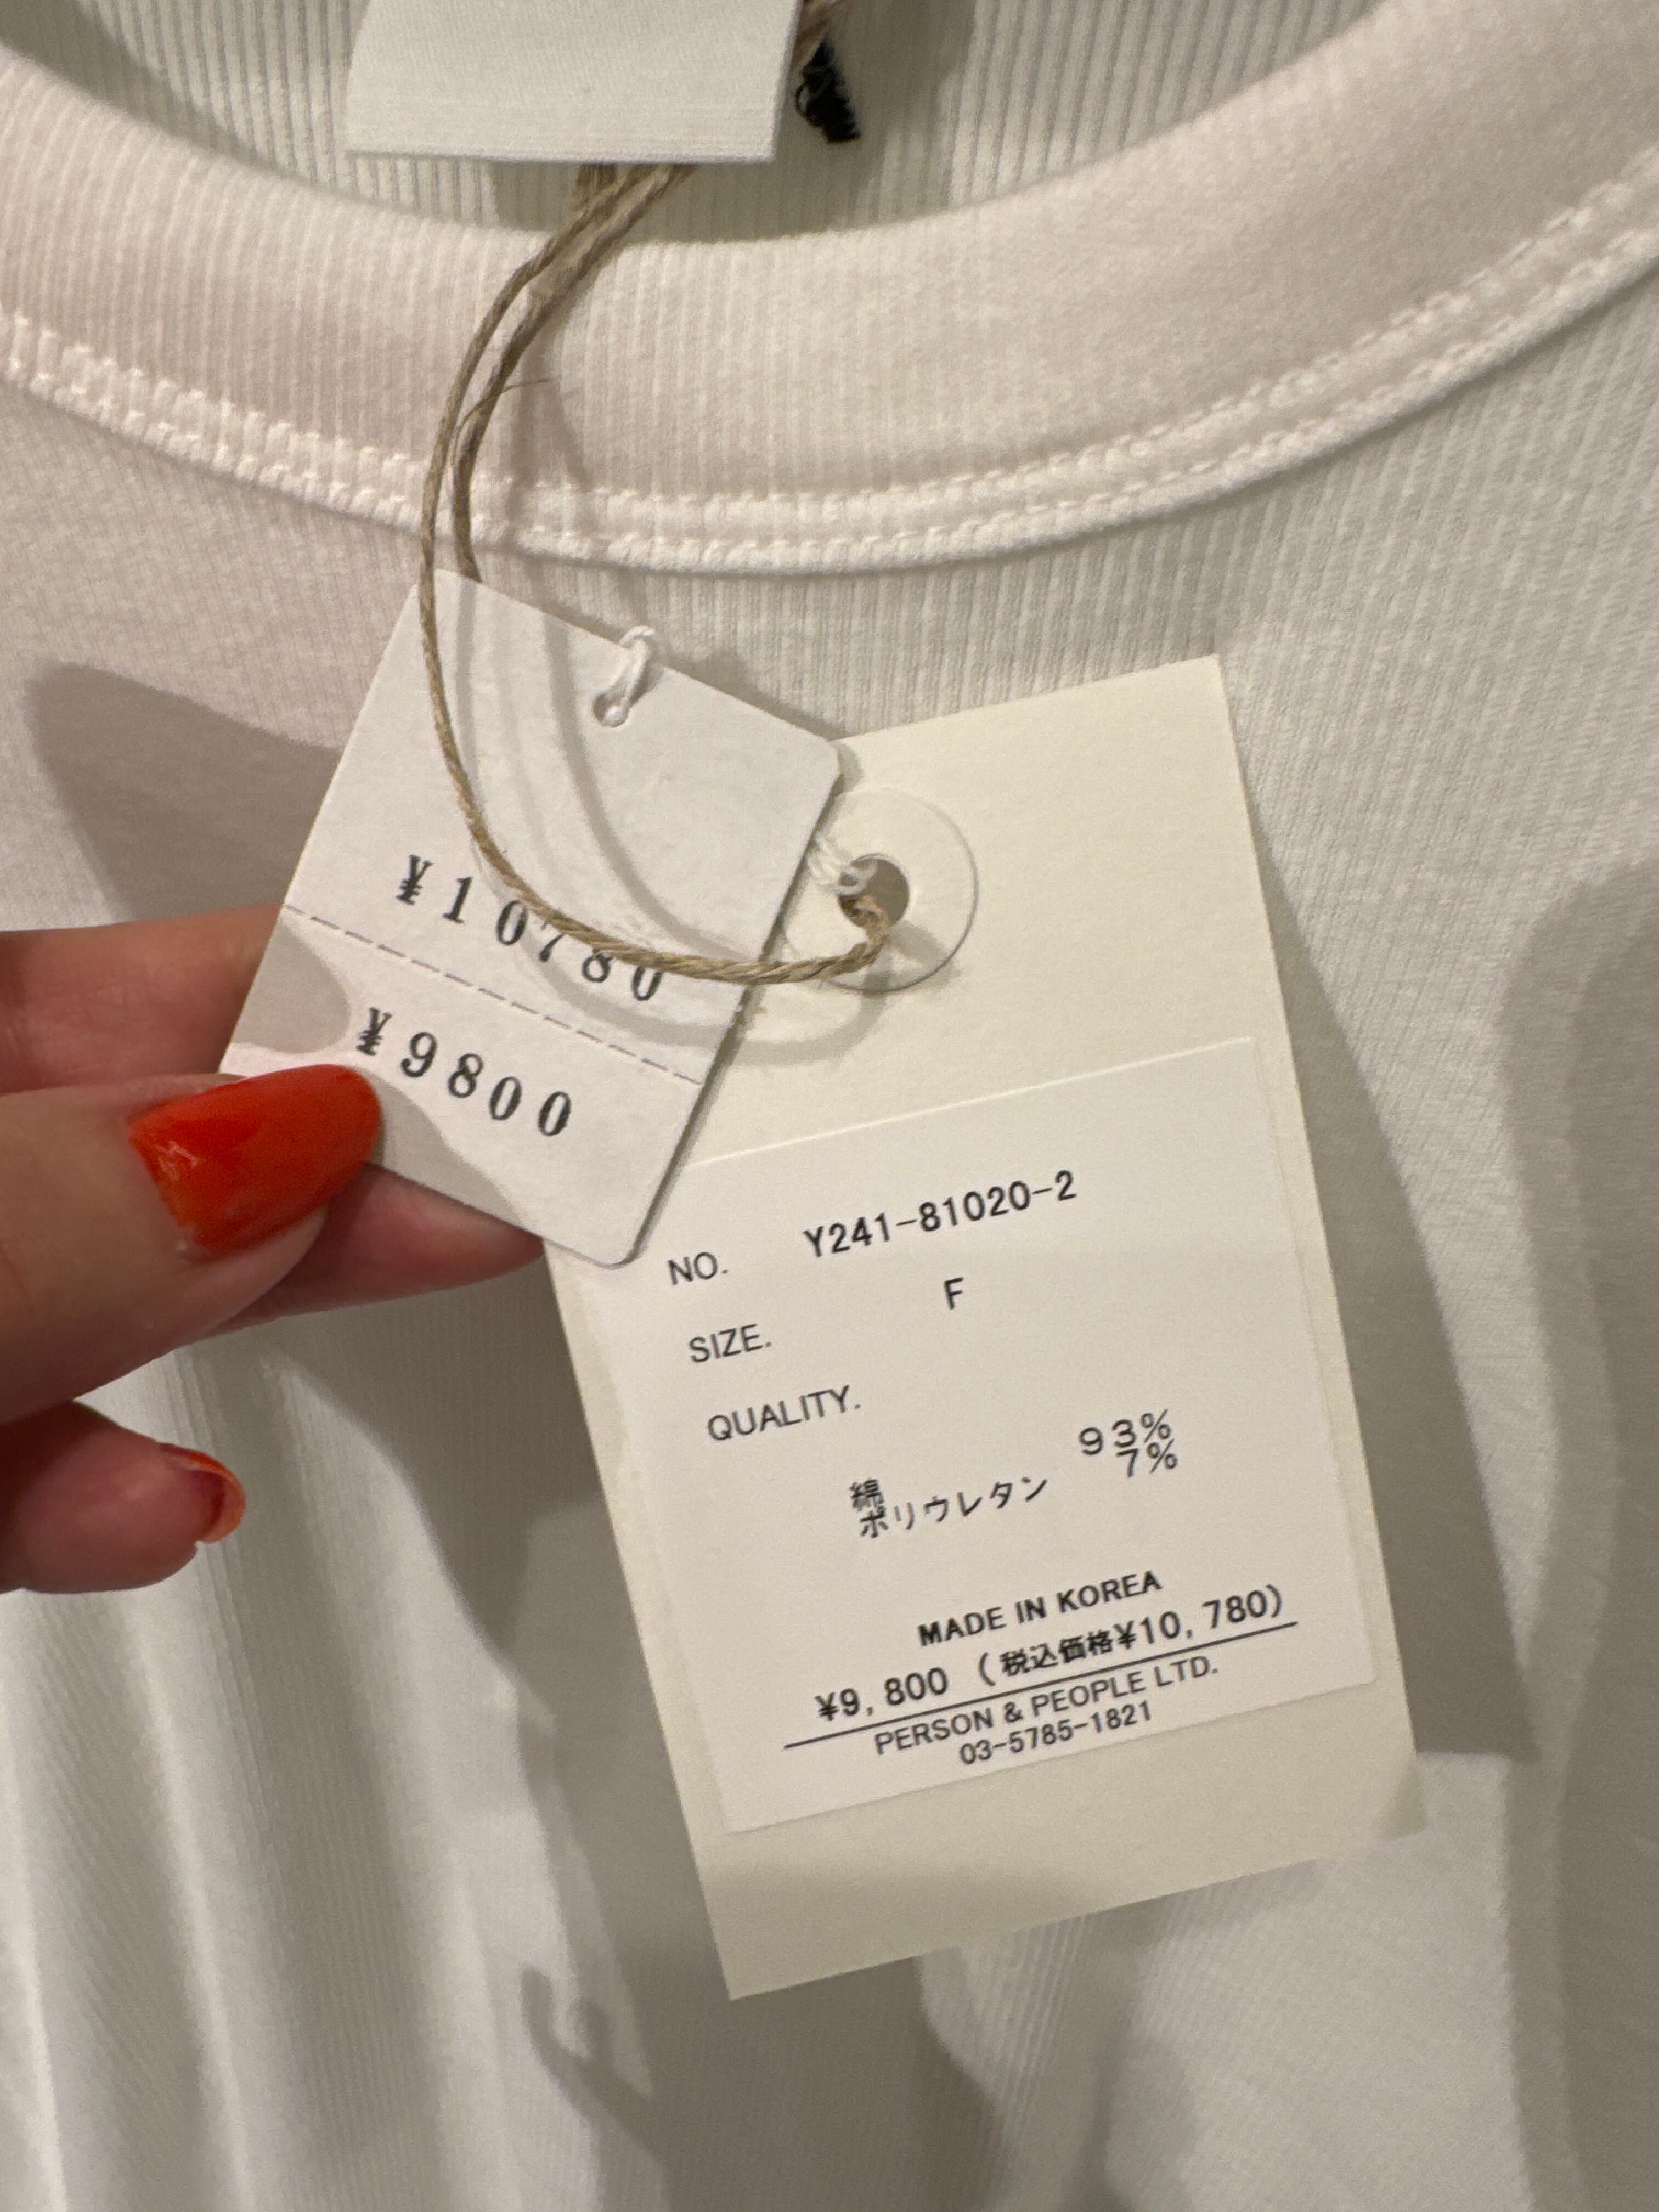 ¥10780
¥9800
NO. Y241-81020-2
SIZE. F
QUALITY.
綿 93%
ポリウレタン 7%
MADE IN KOREA
¥9,800 (税込価格¥10,780)
PERSON & PEOPLE LTD.
03-5785-1821